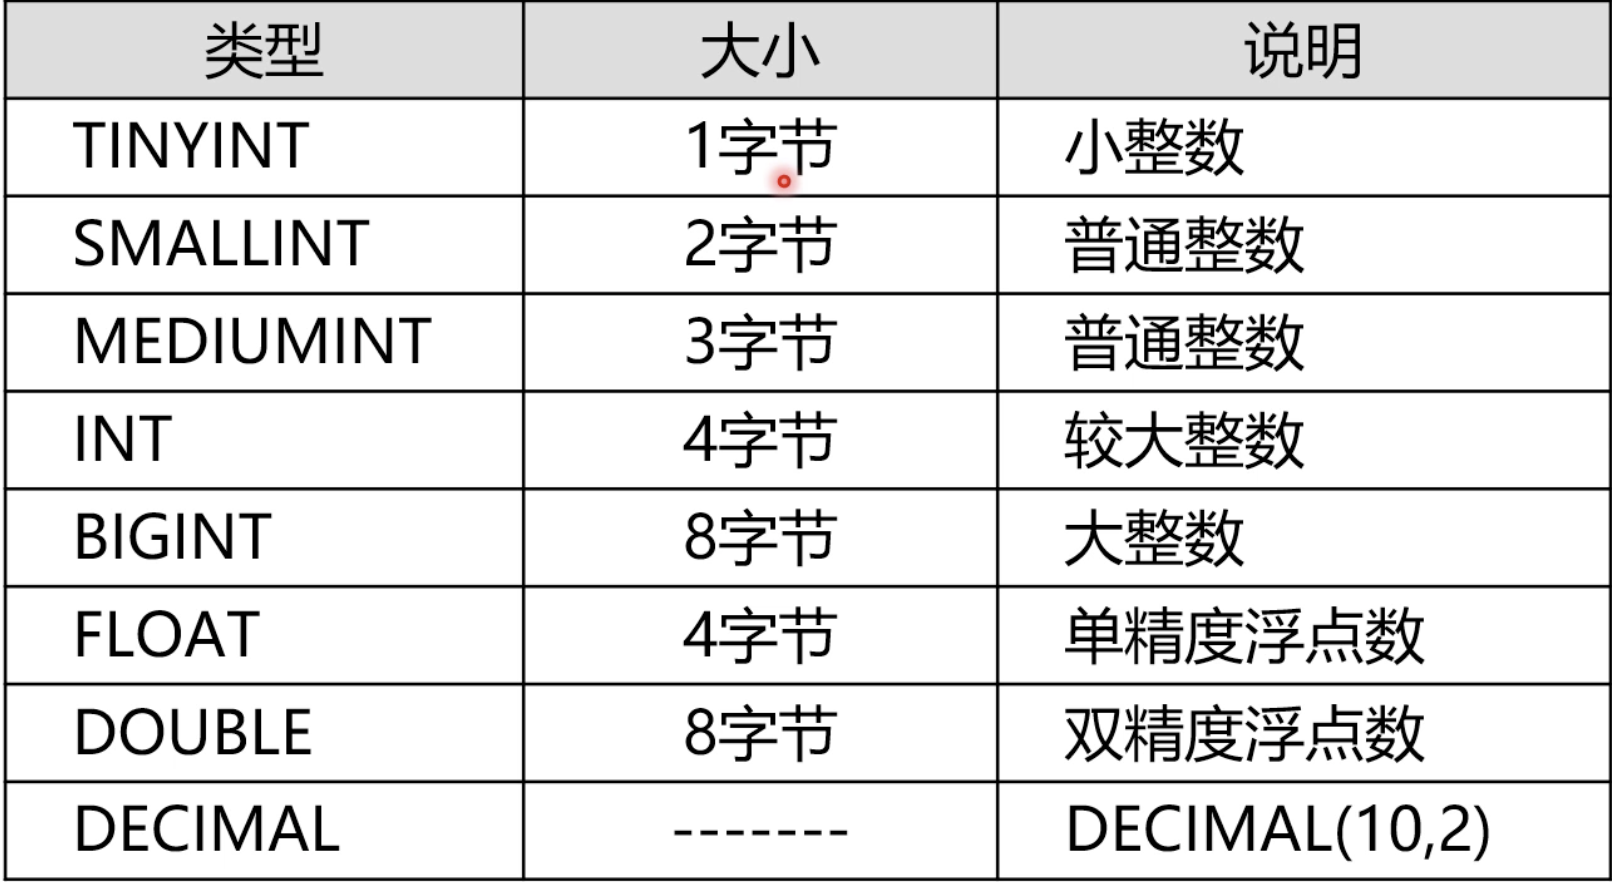 类型 大小 说明
TINYINT 1字节 小整数
SMALLINT 2字节 普通整数
MEDIUMINT 3字节 普通整数
INT 4字节 较大整数
BIGINT 8字节 大整数
FLOAT 4字节 单精度浮点数
DOUBLE 8字节 双精度浮点数
DECIMAL ------- DECIMAL(10,2)